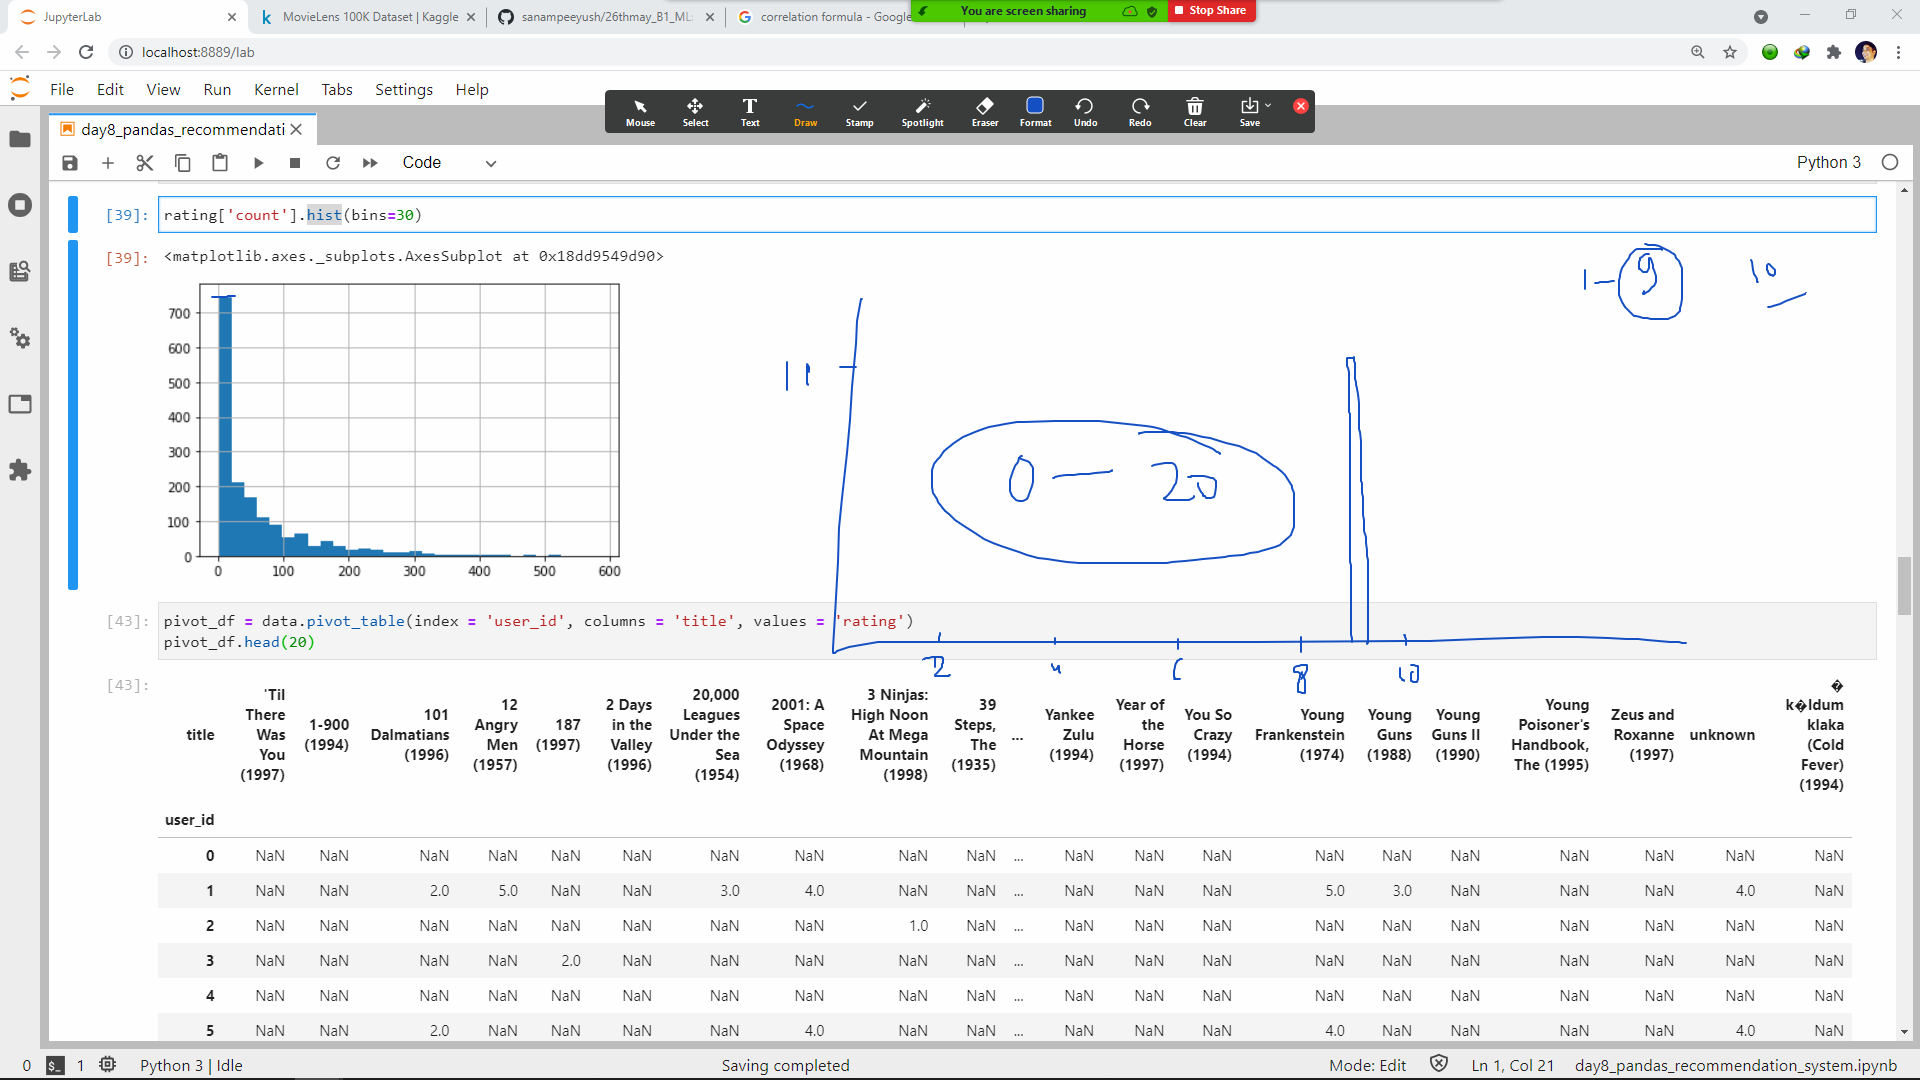 JupyterLab
MovieLens 100K Dataset | Kaggle
sanampeeyush/26thmay_B1_ML
correlation formula - Google
You are screen sharing
Stop Share
localhost:8889/lab
File Edit View Run Kernel Tabs Settings Help
Mouse Select Text Draw Stamp Spotlight Eraser Format Undo Redo Clear Save
day8_pandas_recommendati
Code
Python 3
[39]: rating['count'].hist(bins=30)
[39]: <matplotlib.axes._subplots.AxesSubplot at 0x18dd9549d90>
1 - 9 10
700
600
500
400
300
200
100
0
0 100 200 300 400 500 600
11
0 — 20
2 4 6 8 10
[43]: pivot_df = data.pivot_table(index = 'user_id', columns = 'title', values = 'rating')
pivot_df.head(20)
[43]:
title 'Til There Was You (1997) 1-900 (1994) 101 Dalmatians (1996) 12 Angry Men (1957) 187 (1997) 2 Days in the Valley (1996) 20,000 Leagues Under the Sea (1954) 2001: A Space Odyssey (1968) 3 Ninjas: High Noon At Mega Mountain (1998) 39 Steps, The (1935) ... Yankee Zulu (1994) Year of the Horse (1997) You So Crazy (1994) Young Frankenstein (1974) Young Guns (1988) Young Guns II (1990) Young Poisoner's Handbook, The (1995) Zeus and Roxanne (1997) unknown � k�ldum klaka (Cold Fever) (1994)
user_id
0 NaN NaN NaN NaN NaN NaN NaN NaN NaN NaN ... NaN NaN NaN NaN NaN NaN NaN NaN NaN NaN
1 NaN NaN 2.0 5.0 NaN NaN 3.0 4.0 NaN NaN ... NaN NaN NaN 5.0 3.0 NaN NaN NaN 4.0 NaN
2 NaN NaN NaN NaN NaN NaN NaN NaN 1.0 NaN ... NaN NaN NaN NaN NaN NaN NaN NaN NaN NaN
3 NaN NaN NaN NaN 2.0 NaN NaN NaN NaN NaN ... NaN NaN NaN NaN NaN NaN NaN NaN NaN NaN
4 NaN NaN NaN NaN NaN NaN NaN NaN NaN NaN ... NaN NaN NaN NaN NaN NaN NaN NaN NaN NaN
5 NaN NaN 2.0 NaN NaN NaN NaN 4.0 NaN NaN ... NaN NaN NaN 4.0 NaN NaN NaN NaN 4.0 NaN
0 $_ 1 Python 3 | Idle Saving completed Mode: Edit Ln 1, Col 21 day8_pandas_recommendation_system.ipynb